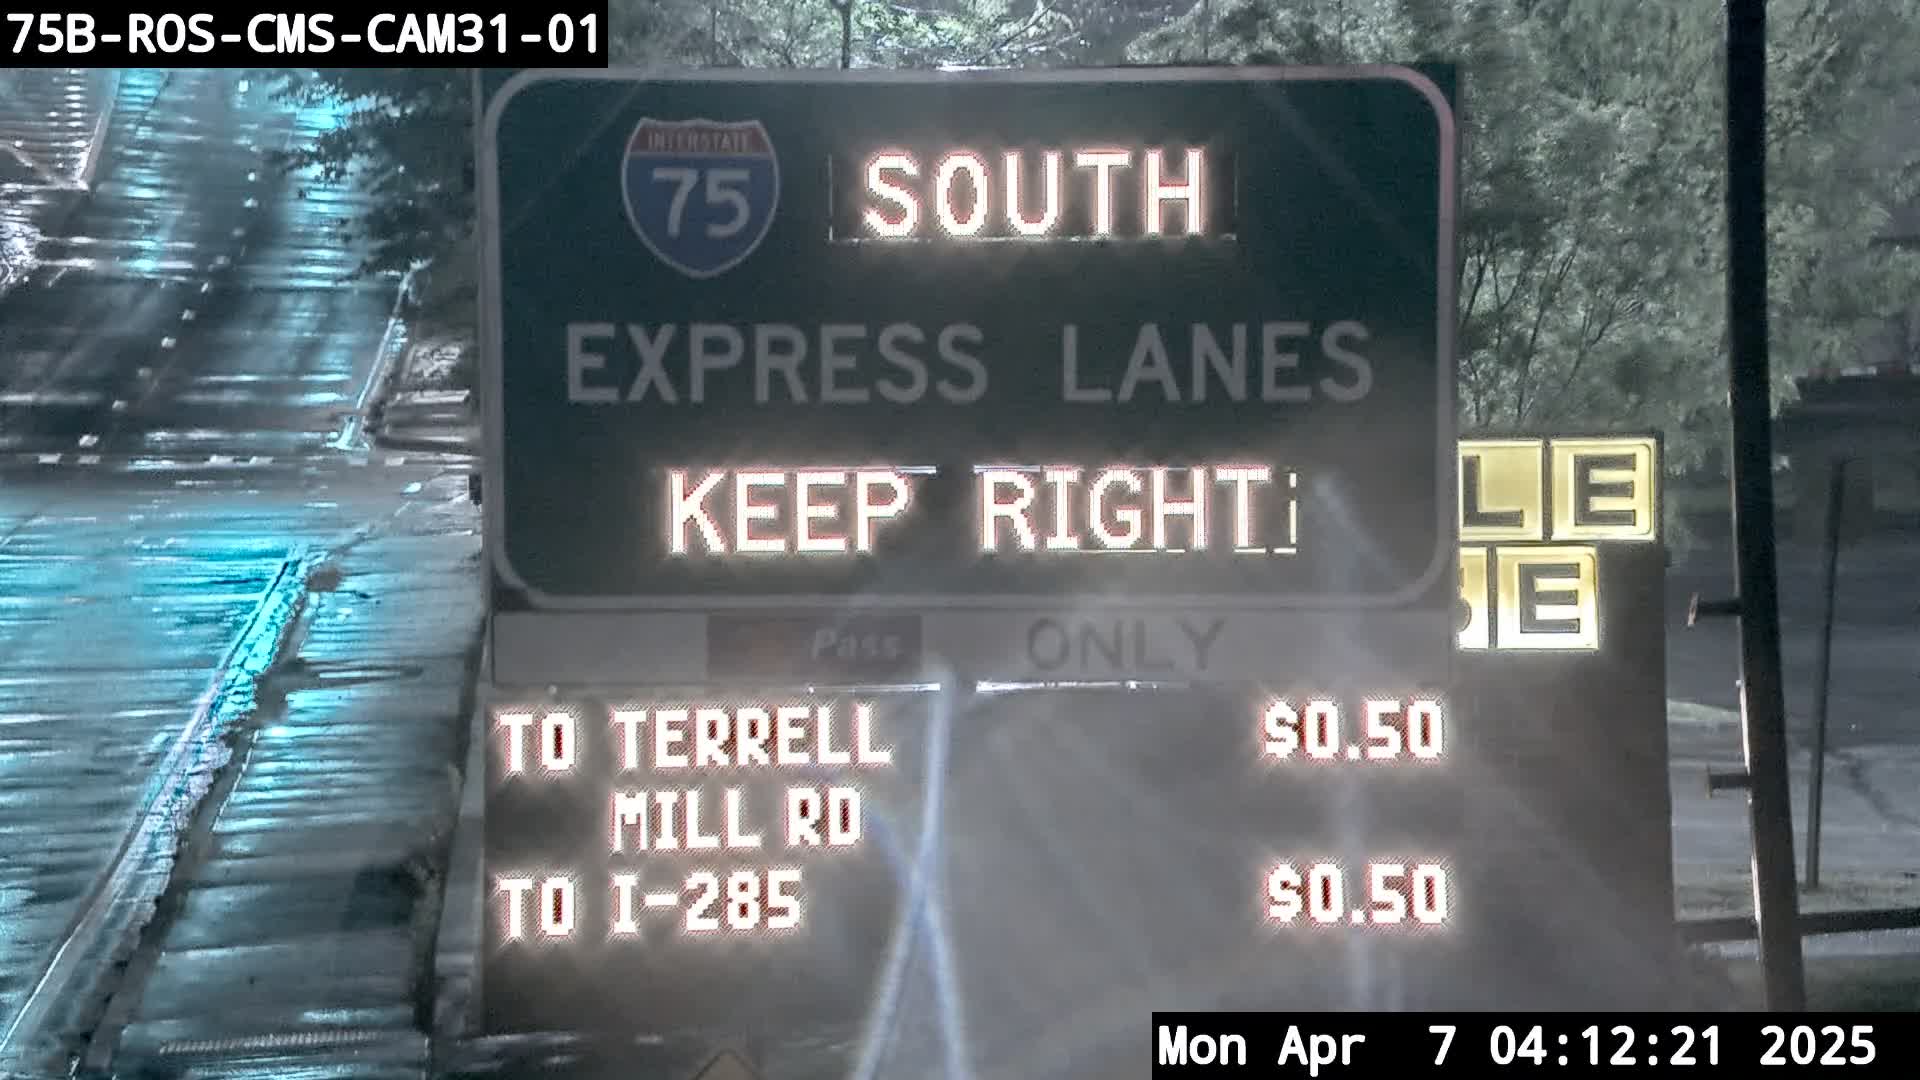 75B-ROS-CMS-CAM31-01
INTERSTATE
75
SOUTH
EXPRESS LANES
KEEP RIGHT
Pass ONLY
LE
E
TO TERRELL $0.50
MILL RD
TO I-285 $0.50
Mon Apr 7 04:12:21 2025